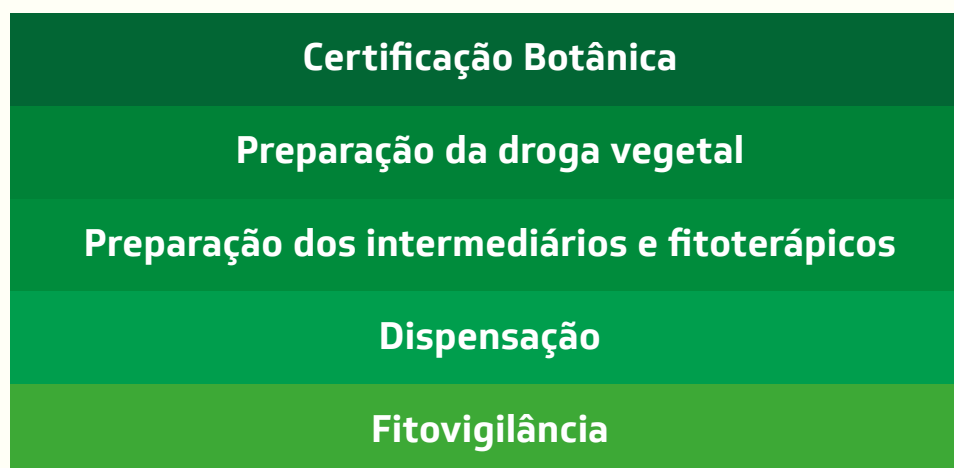 Certificação Botânica
Preparação da droga vegetal
Preparação dos intermediários e fitoterápicos
Dispensação
Fitovigilância